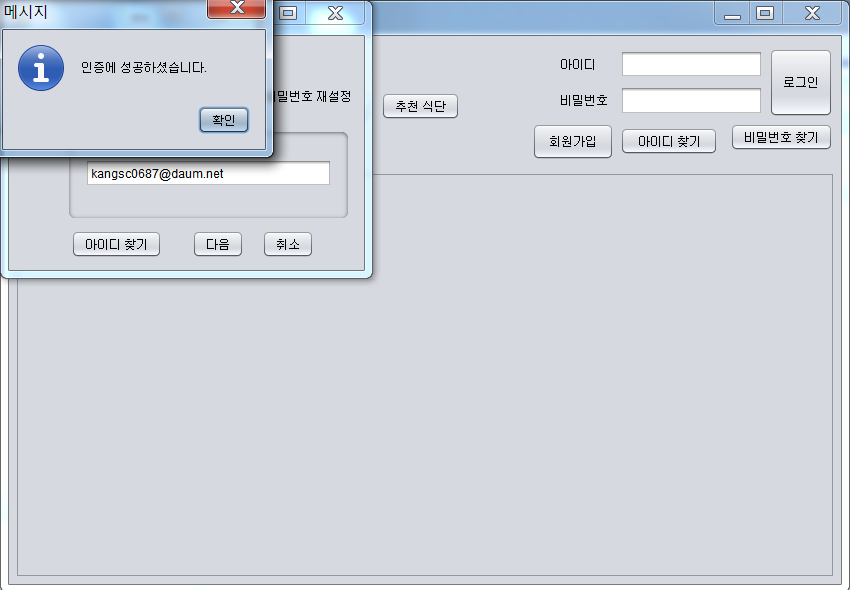 메시지
인증에 성공하셨습니다.
확인
비밀번호 재설정
kangsc0687@daum.net
아이디 찾기
다음
취소
추천 식단
아이디
비밀번호
로그인
회원가입
아이디 찾기
비밀번호 찾기